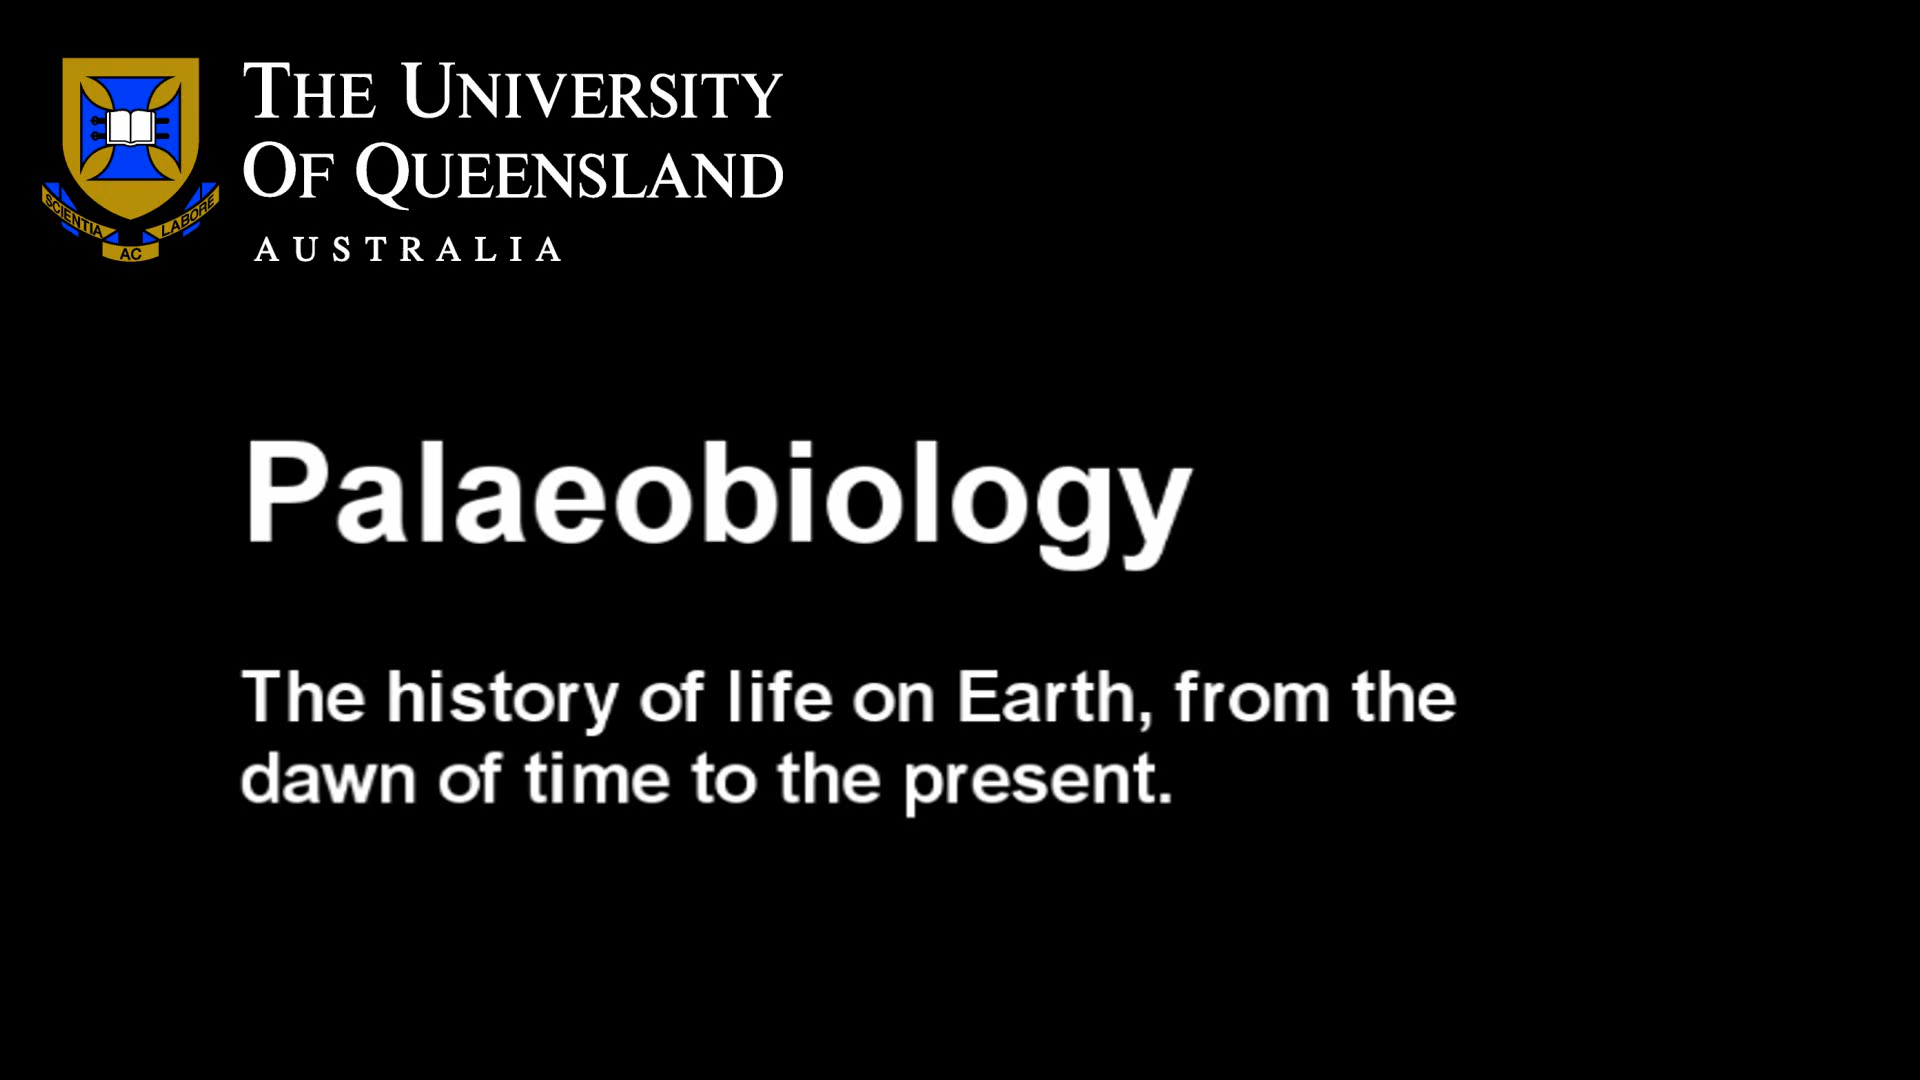 THE UNIVERSITY
OF QUEENSLAND
AUSTRALIA
SCIENTIA AC LABORE
Palaeobiology
The history of life on Earth, from the
dawn of time to the present.